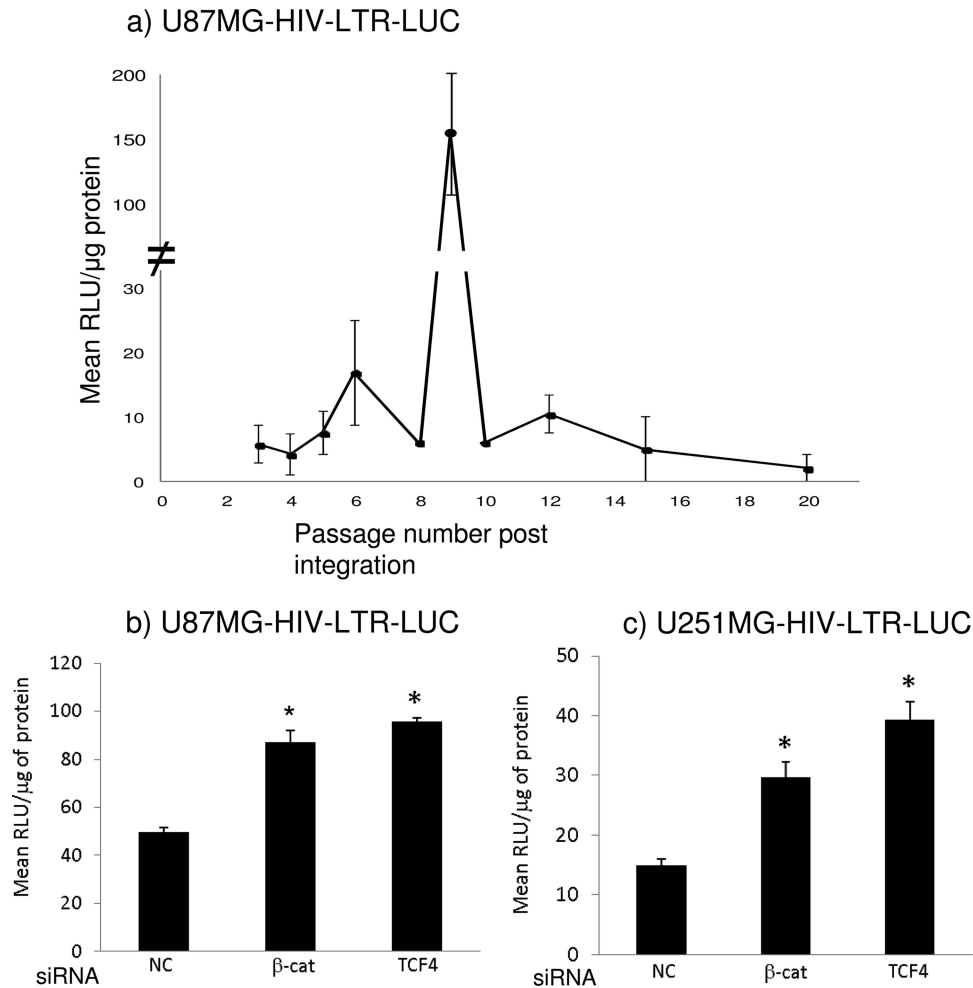 a) U87MG-HIV-LTR-LUC
Mean RLU/µg protein
200
150
100
30
20
10
0
0 2 4 6 8 10 12 14 16 18 20
Passage number post
integration
b) U87MG-HIV-LTR-LUC
Mean RLU/µg of protein
120
100
80
60
40
20
0
* *
siRNA NC β-cat TCF4
c) U251MG-HIV-LTR-LUC
Mean RLU/µg of protein
50
40
30
20
10
0
* *
siRNA NC β-cat TCF4